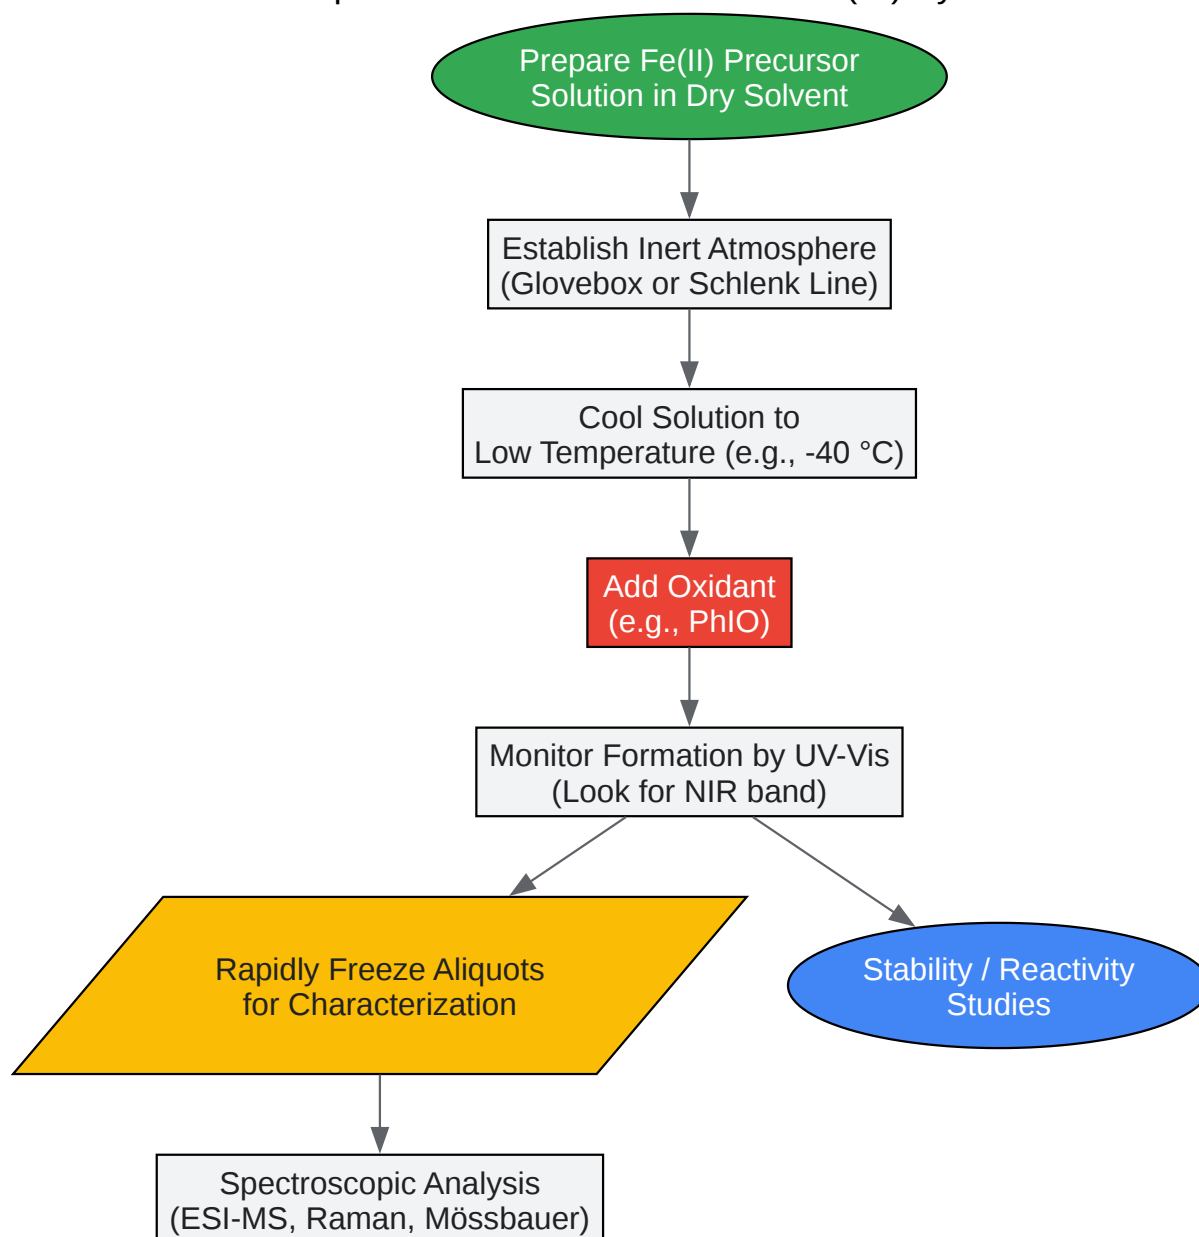 Prepare Fe(II) Precursor
Solution in Dry Solvent
Establish Inert Atmosphere
(Glovebox or Schlenk Line)
Cool Solution to
Low Temperature (e.g., -40 °C)
Add Oxidant
(e.g., PhIO)
Monitor Formation by UV-Vis
(Look for NIR band)
Rapidly Freeze Aliquots
for Characterization
Stability / Reactivity
Studies
Spectroscopic Analysis
(ESI-MS, Raman, Mössbauer)